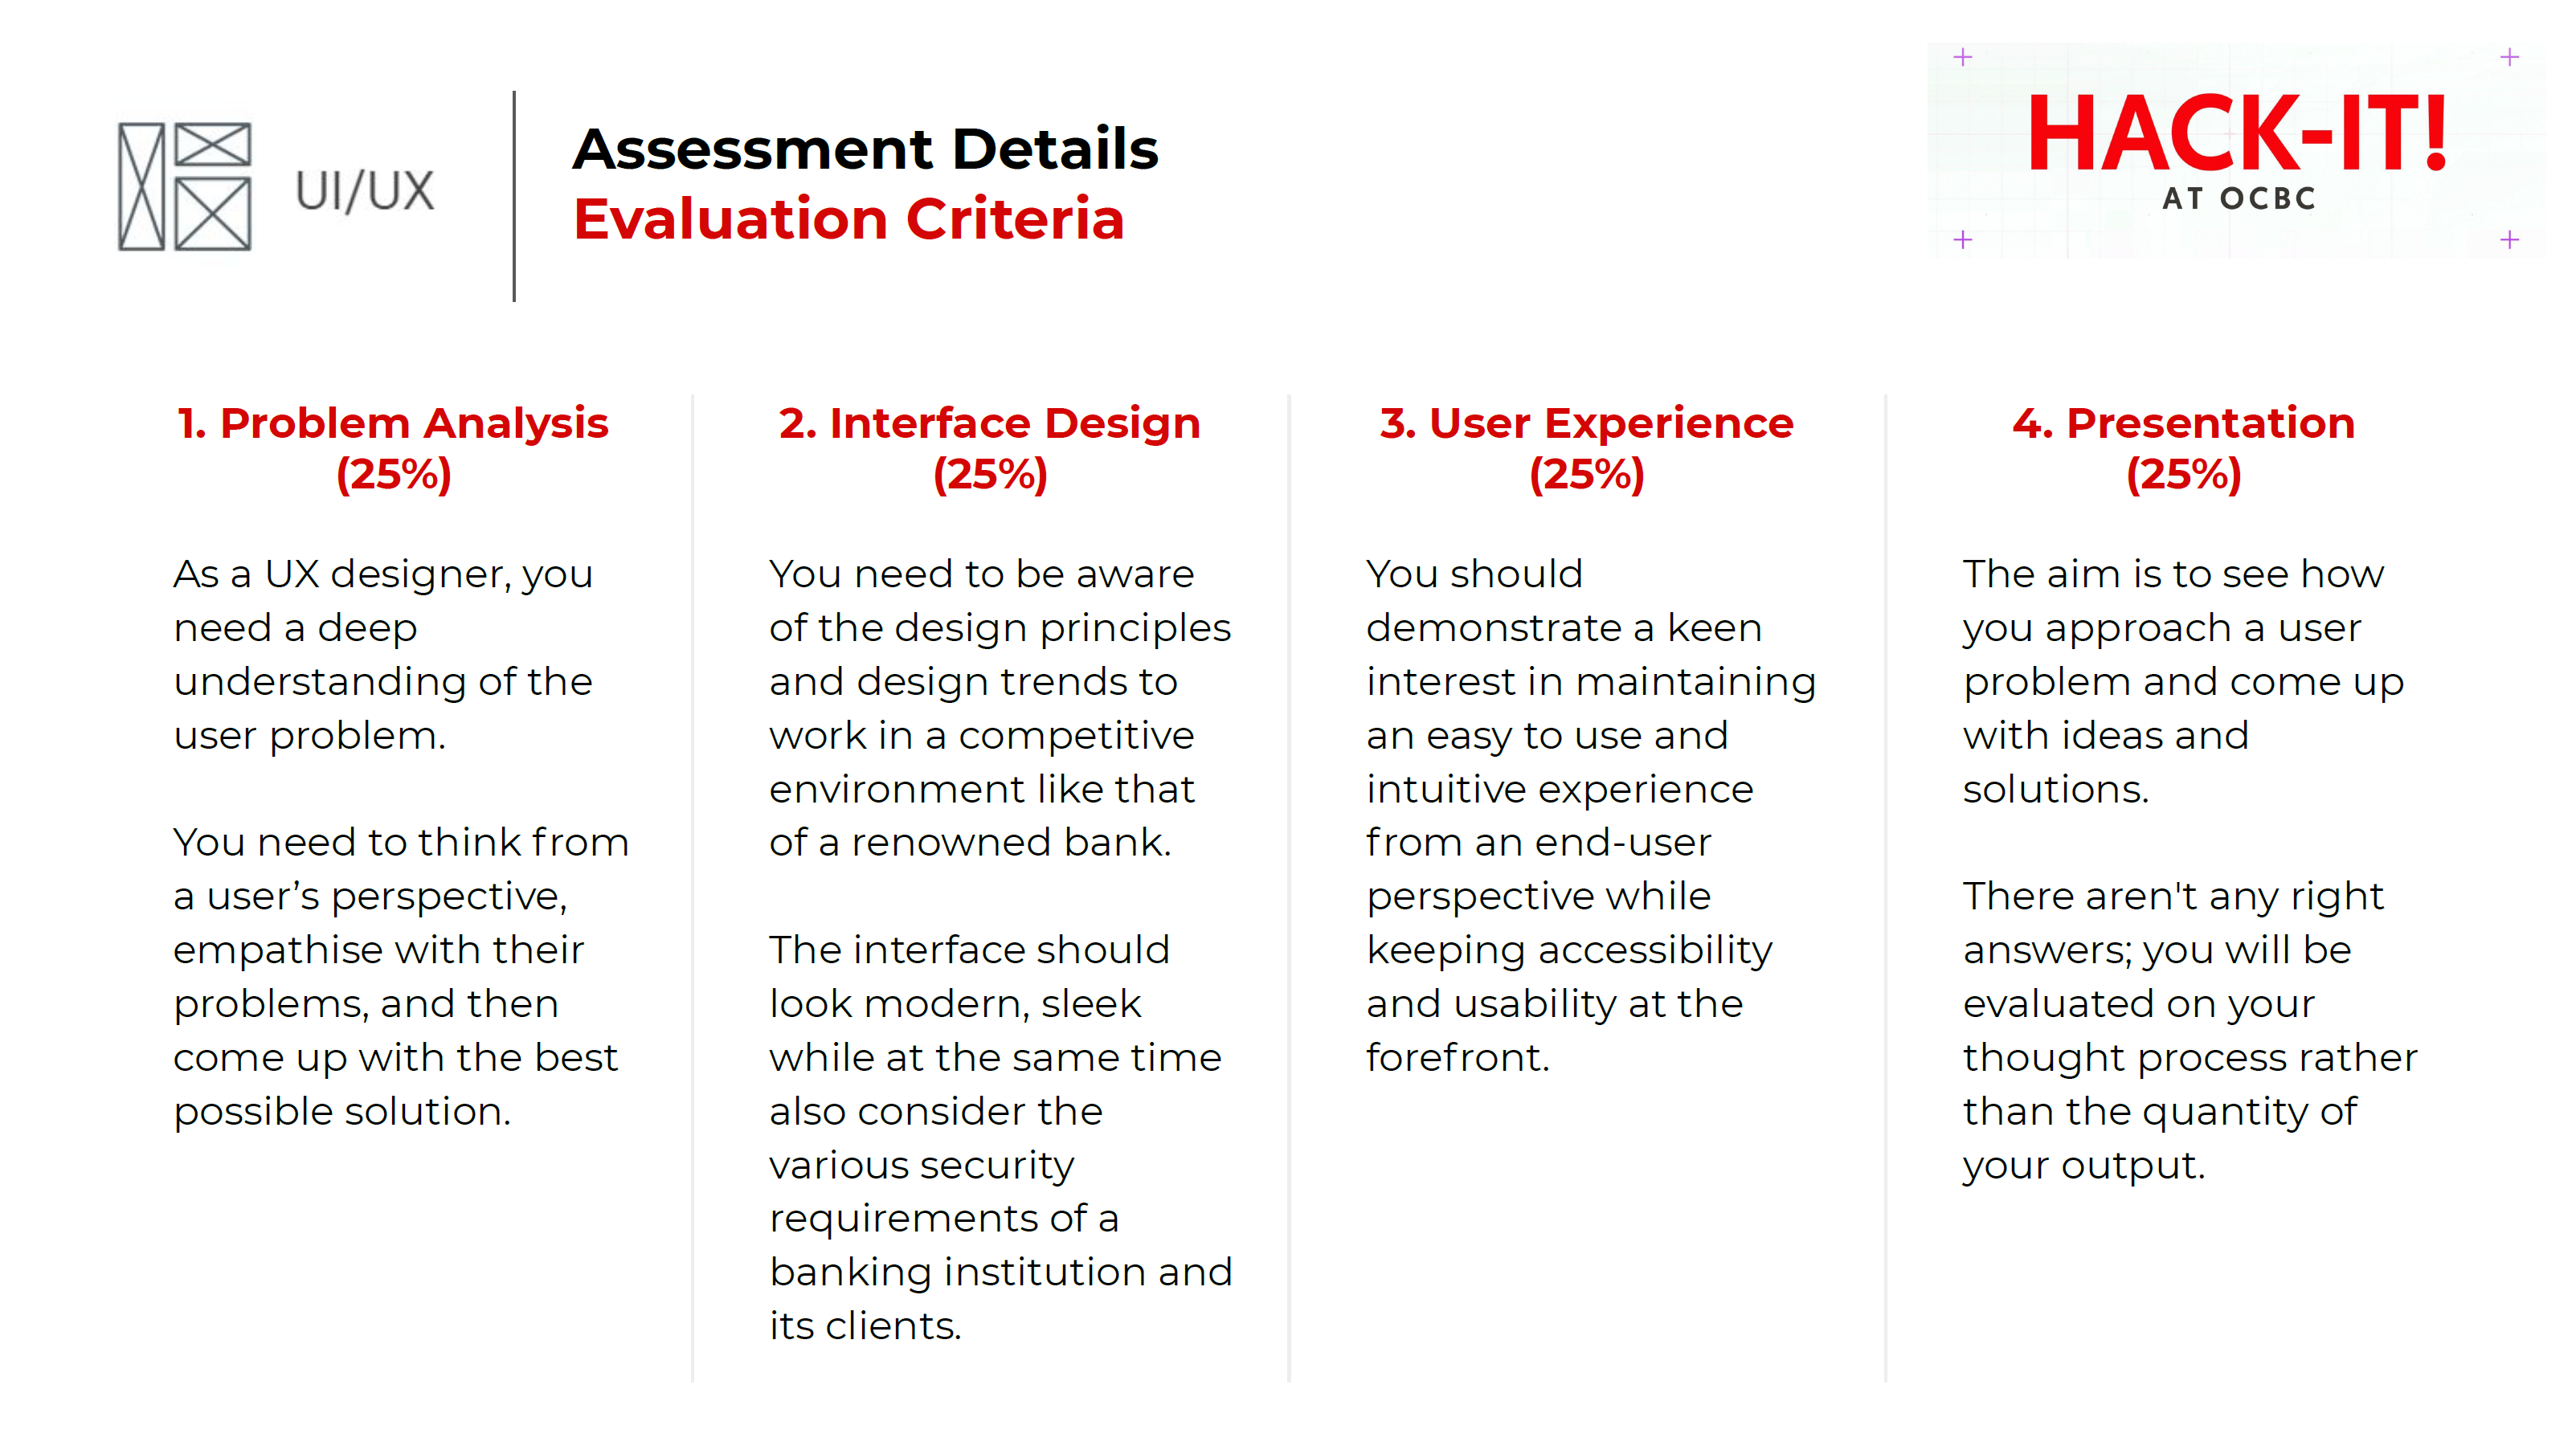 UI/UX
Assessment Details
Evaluation Criteria
HACK-IT!
AT OCBC
1. Problem Analysis
(25%)
As a UX designer, you
need a deep
understanding of the
user problem.
You need to think from
a user’s perspective,
empathise with their
problems, and then
come up with the best
possible solution.
2. Interface Design
(25%)
You need to be aware
of the design principles
and design trends to
work in a competitive
environment like that
of a renowned bank.
The interface should
look modern, sleek
while at the same time
also consider the
various security
requirements of a
banking institution and
its clients.
3. User Experience
(25%)
You should
demonstrate a keen
interest in maintaining
an easy to use and
intuitive experience
from an end-user
perspective while
keeping accessibility
and usability at the
forefront.
4. Presentation
(25%)
The aim is to see how
you approach a user
problem and come up
with ideas and
solutions.
There aren't any right
answers; you will be
evaluated on your
thought process rather
than the quantity of
your output.